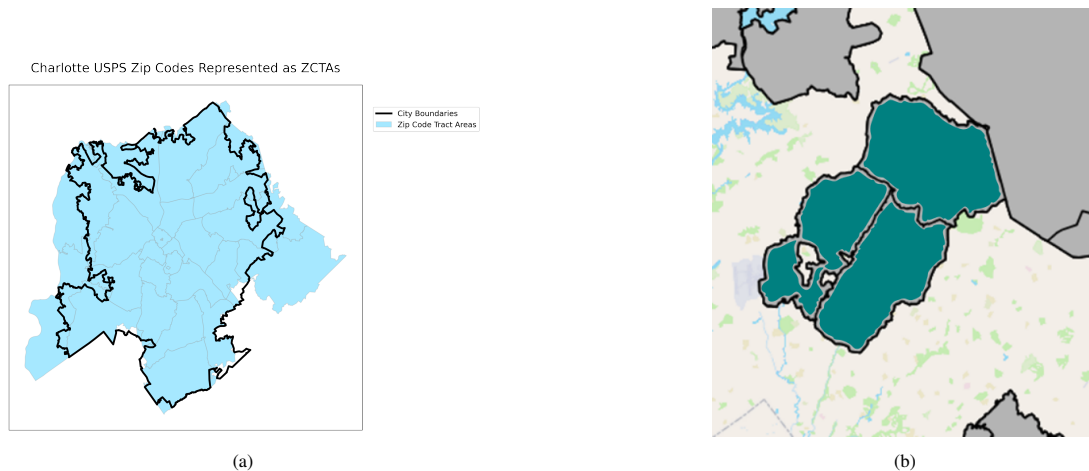 Charlotte USPS Zip Codes Represented as ZCTAs
City Boundaries
Zip Code Tract Areas
(a)
(b)